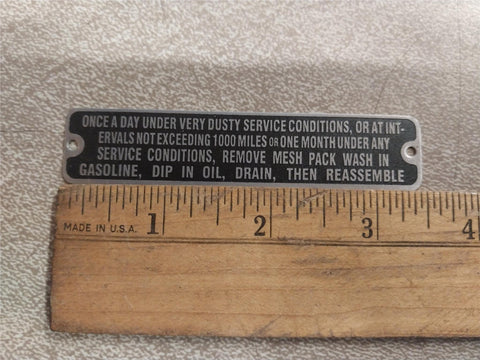 ONCE A DAY UNDER VERY DUSTY SERVICE CONDITIONS, OR AT INT-
ERVALS NOT EXCEEDING 1000 MILES OR ONE MONTH UNDER ANY
SERVICE CONDITIONS, REMOVE MESH PACK WASH IN
GASOLINE, DIP IN OIL, DRAIN, THEN REASSEMBLE
MADE IN U.S.A. 1 2 3 4